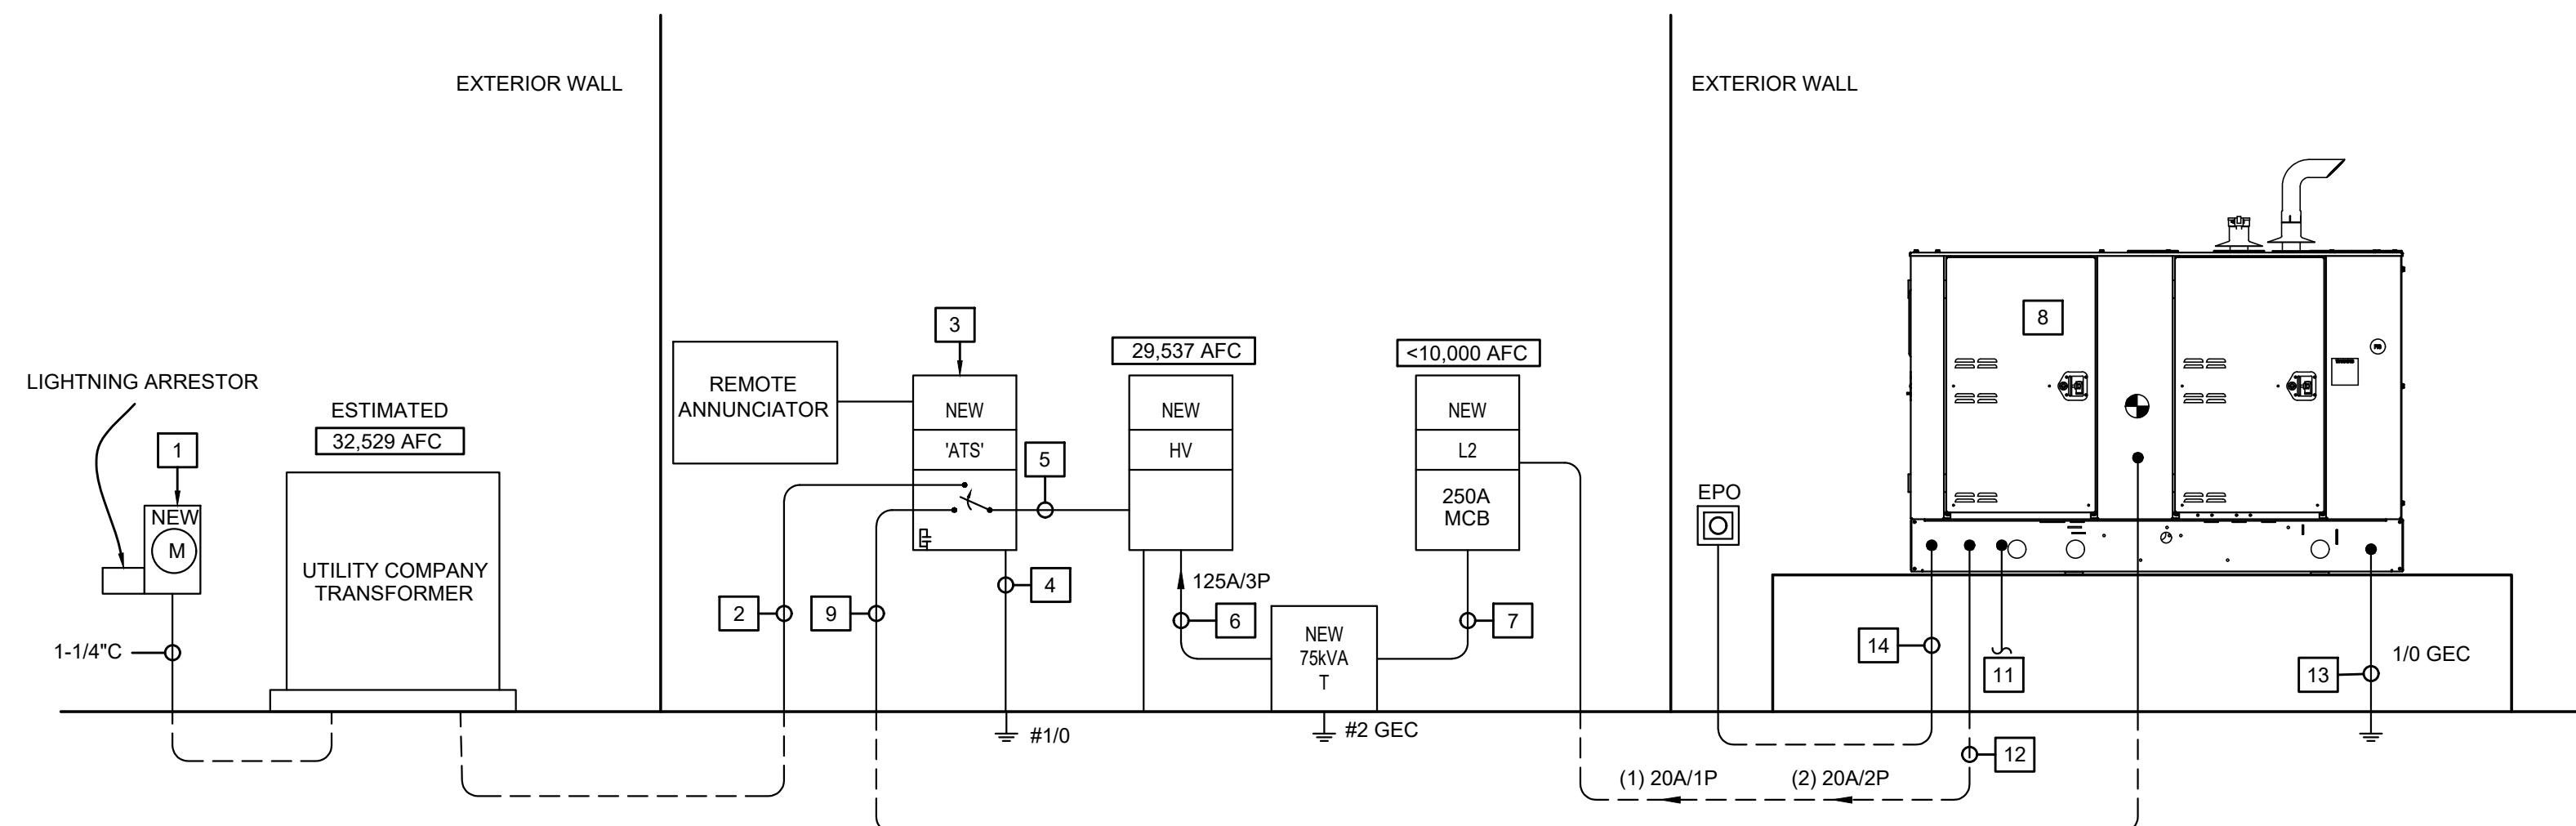 EXTERIOR WALL
EXTERIOR WALL
LIGHTNING ARRESTOR
1
NEW
M
1-1/4"C
ESTIMATED
32,529 AFC
UTILITY COMPANY
TRANSFORMER
REMOTE
ANNUNCIATOR
3
NEW
'ATS'
5
2
9
4
#1/0
29,537 AFC
NEW
HV
125A/3P
6
NEW
75kVA
T
#2 GEC
<10,000 AFC
NEW
L2
250A
MCB
7
(1) 20A/1P
(2) 20A/2P
EPO
8
14
11
12
13
1/0 GEC